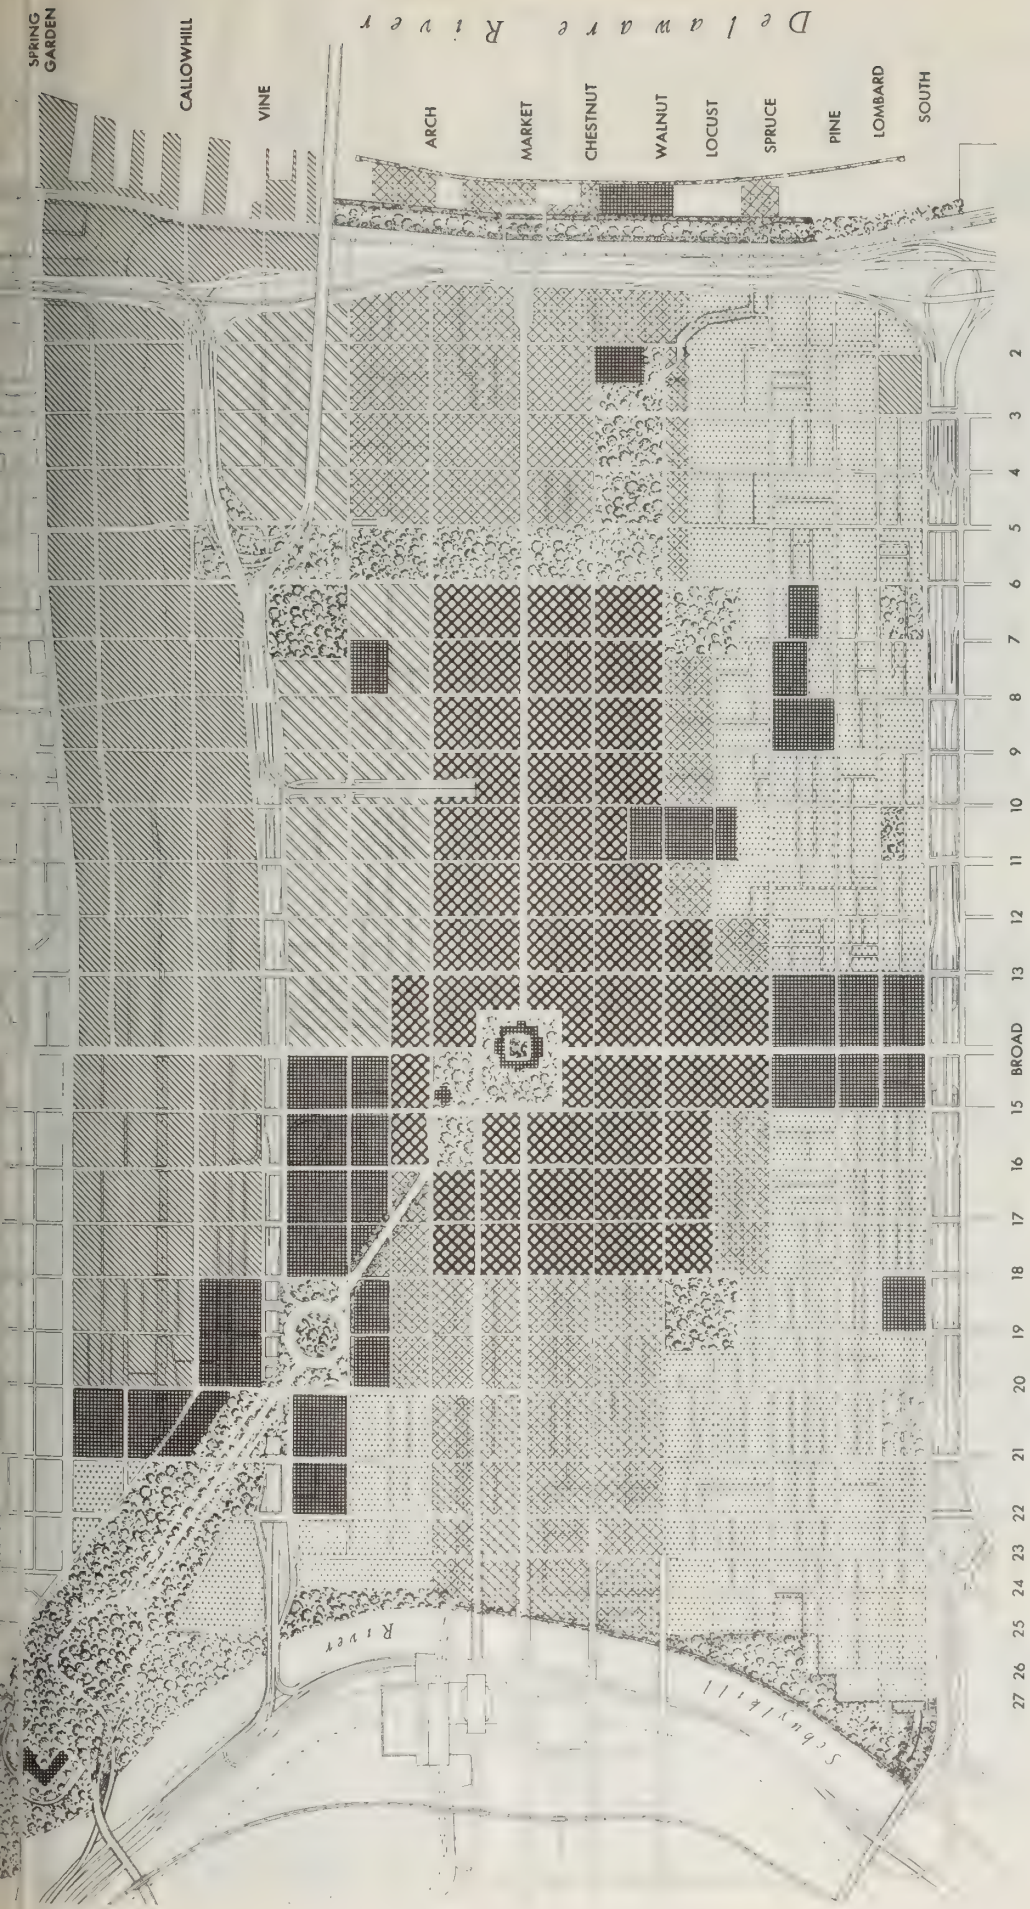 SPRING
GARDEN
CALLOWHILL
VINE
ARCH
MARKET
CHESTNUT
WALNUT
LOCUST
SPRUCE
PINE
LOMBARD
SOUTH
Delaware River
2
3
4
5
6
7
8
9
10
11
12
13
BROAD
15
16
17
18
19
20
21
22
23
24
25
26
27
Schuylkill
River